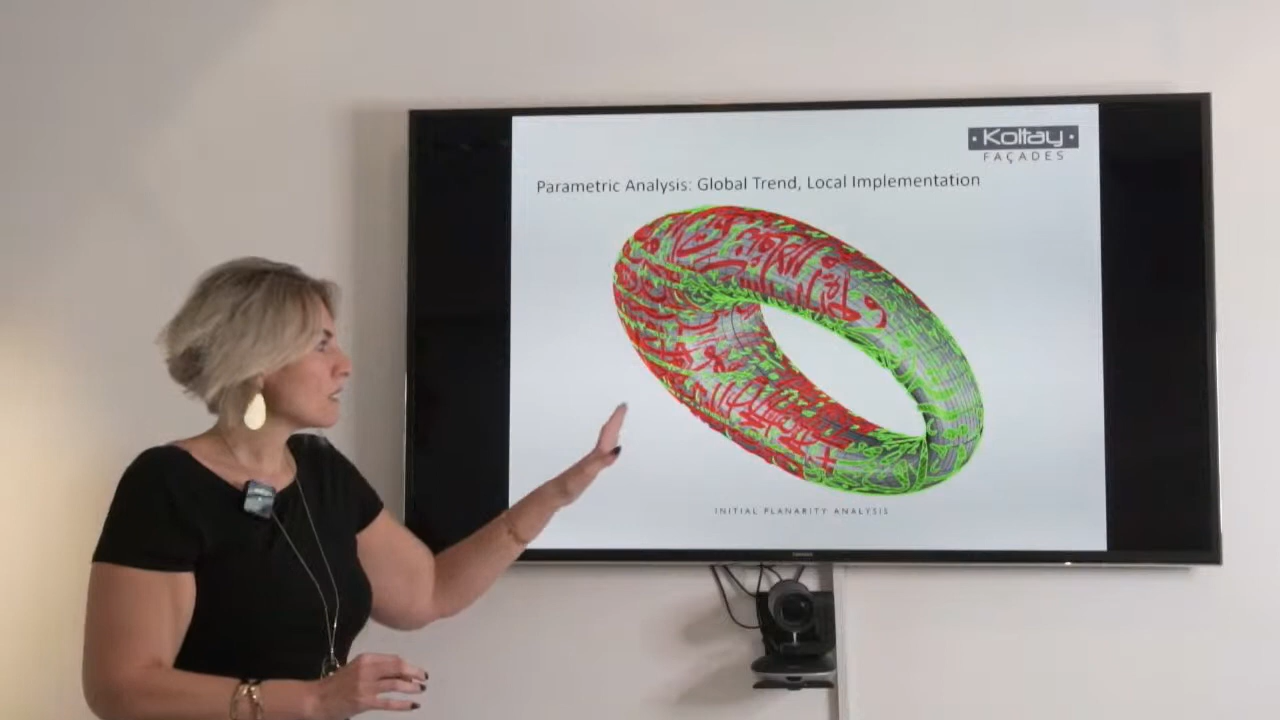 Koltay
FAÇADES
Parametric Analysis: Global Trend, Local Implementation
INITIAL PLANARITY ANALYSIS